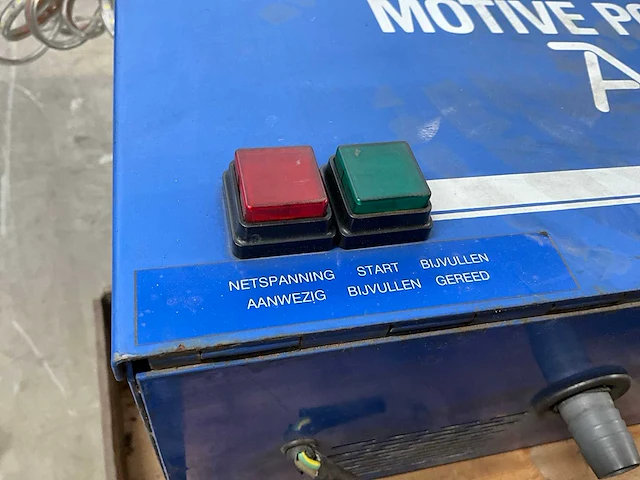 MOTIVE
NETSPANNING START BIJVULLEN
AANWEZIG BIJVULLEN GEREED